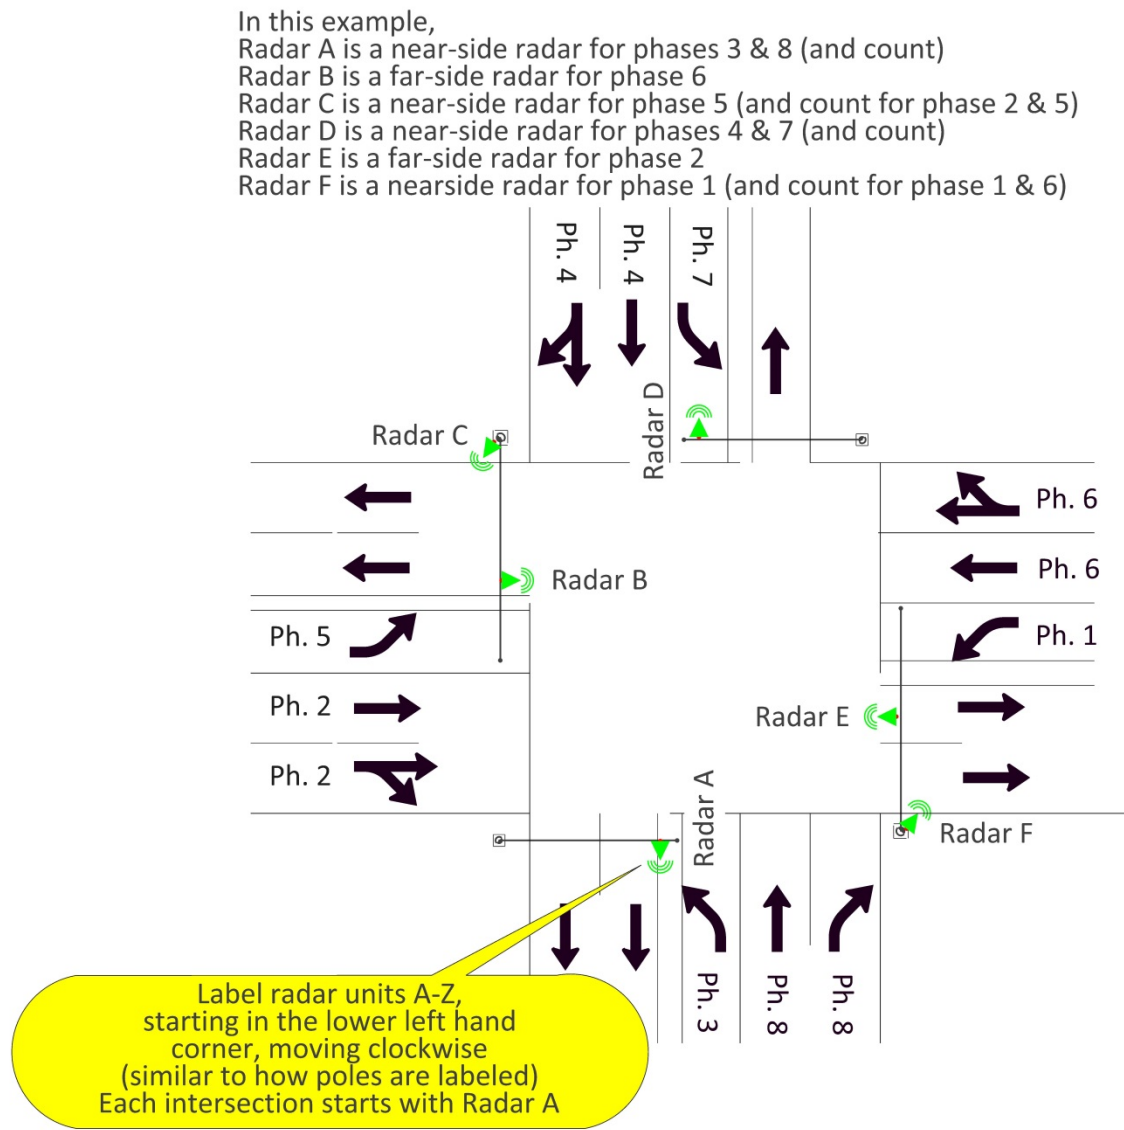 In this example,
Radar A is a near-side radar for phases 3 & 8 (and count)
Radar B is a far-side radar for phase 6
Radar C is a near-side radar for phase 5 (and count for phase 2 & 5)
Radar D is a near-side radar for phases 4 & 7 (and count)
Radar E is a far-side radar for phase 2
Radar F is a nearside radar for phase 1 (and count for phase 1 & 6)
Ph. 4
Ph. 4
Ph. 7
Radar D
Radar C
Ph. 6
Radar B
Ph. 6
Ph. 5
Ph. 1
Ph. 2
Radar E
Ph. 2
Radar A
Radar F
Ph. 3
Ph. 8
Ph. 8
Label radar units A-Z,
starting in the lower left hand
corner, moving clockwise
(similar to how poles are labeled)
Each intersection starts with Radar A